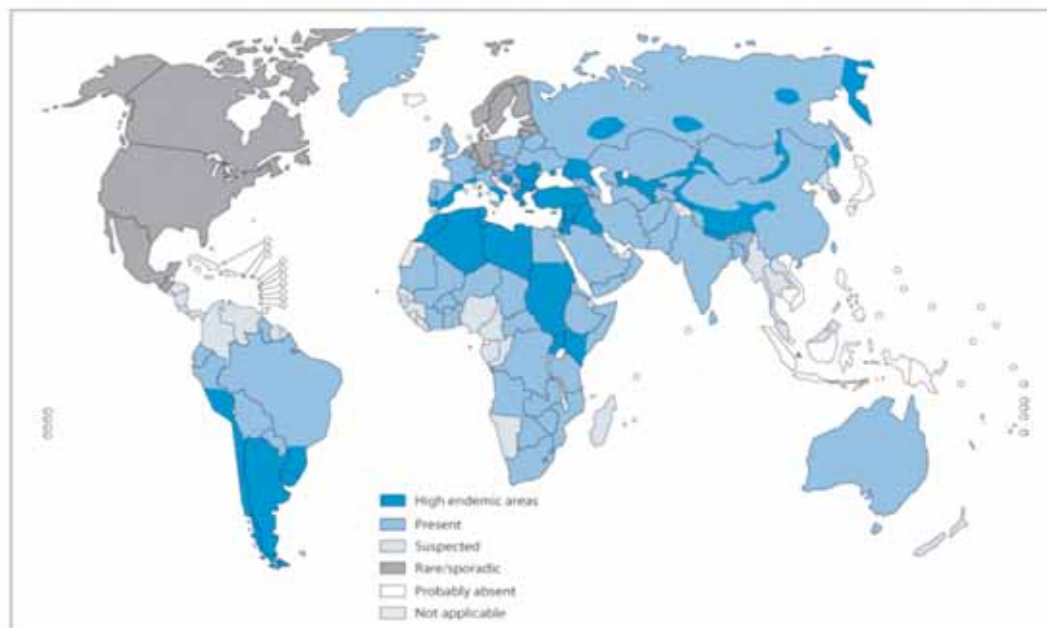 High endemic areas
Present
Suspected
Rare/sporadic
Probably absent
Not applicable